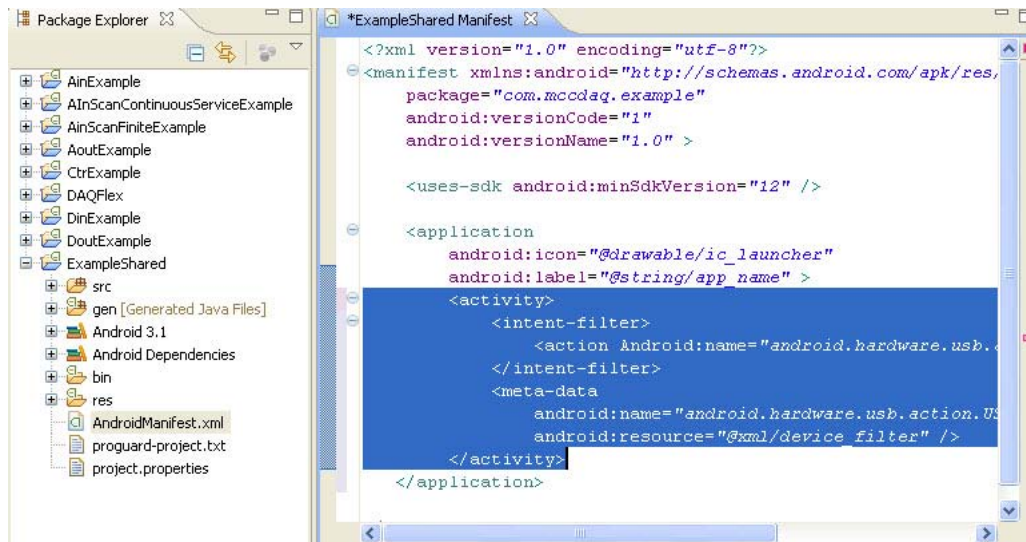 Package Explorer
AinExample
AInScanContinuousServiceExample
AinScanFiniteExample
AoutExample
CtrExample
DAQFlex
DinExample
DoutExample
ExampleShared
src
gen [Generated Java Files]
Android 3.1
Android Dependencies
bin
res
AndroidManifest.xml
proguard-project.txt
project.properties
*ExampleShared Manifest
<?xml version="1.0" encoding="utf-8"?>
<manifest xmlns:android="http://schemas.android.com/apk/res/
package="com.mccdaq.example"
android:versionCode="1"
android:versionName="1.0" >
<uses-sdk android:minSdkVersion="12" />
<application
android:icon="@drawable/ic_launcher"
android:label="@string/app_name" >
<activity>
<intent-filter>
<action Android:name="android.hardware.usb.
</intent-filter>
<meta-data
android:name="android.hardware.usb.action.US
android:resource="@xml/device_filter" />
</activity>
</application>